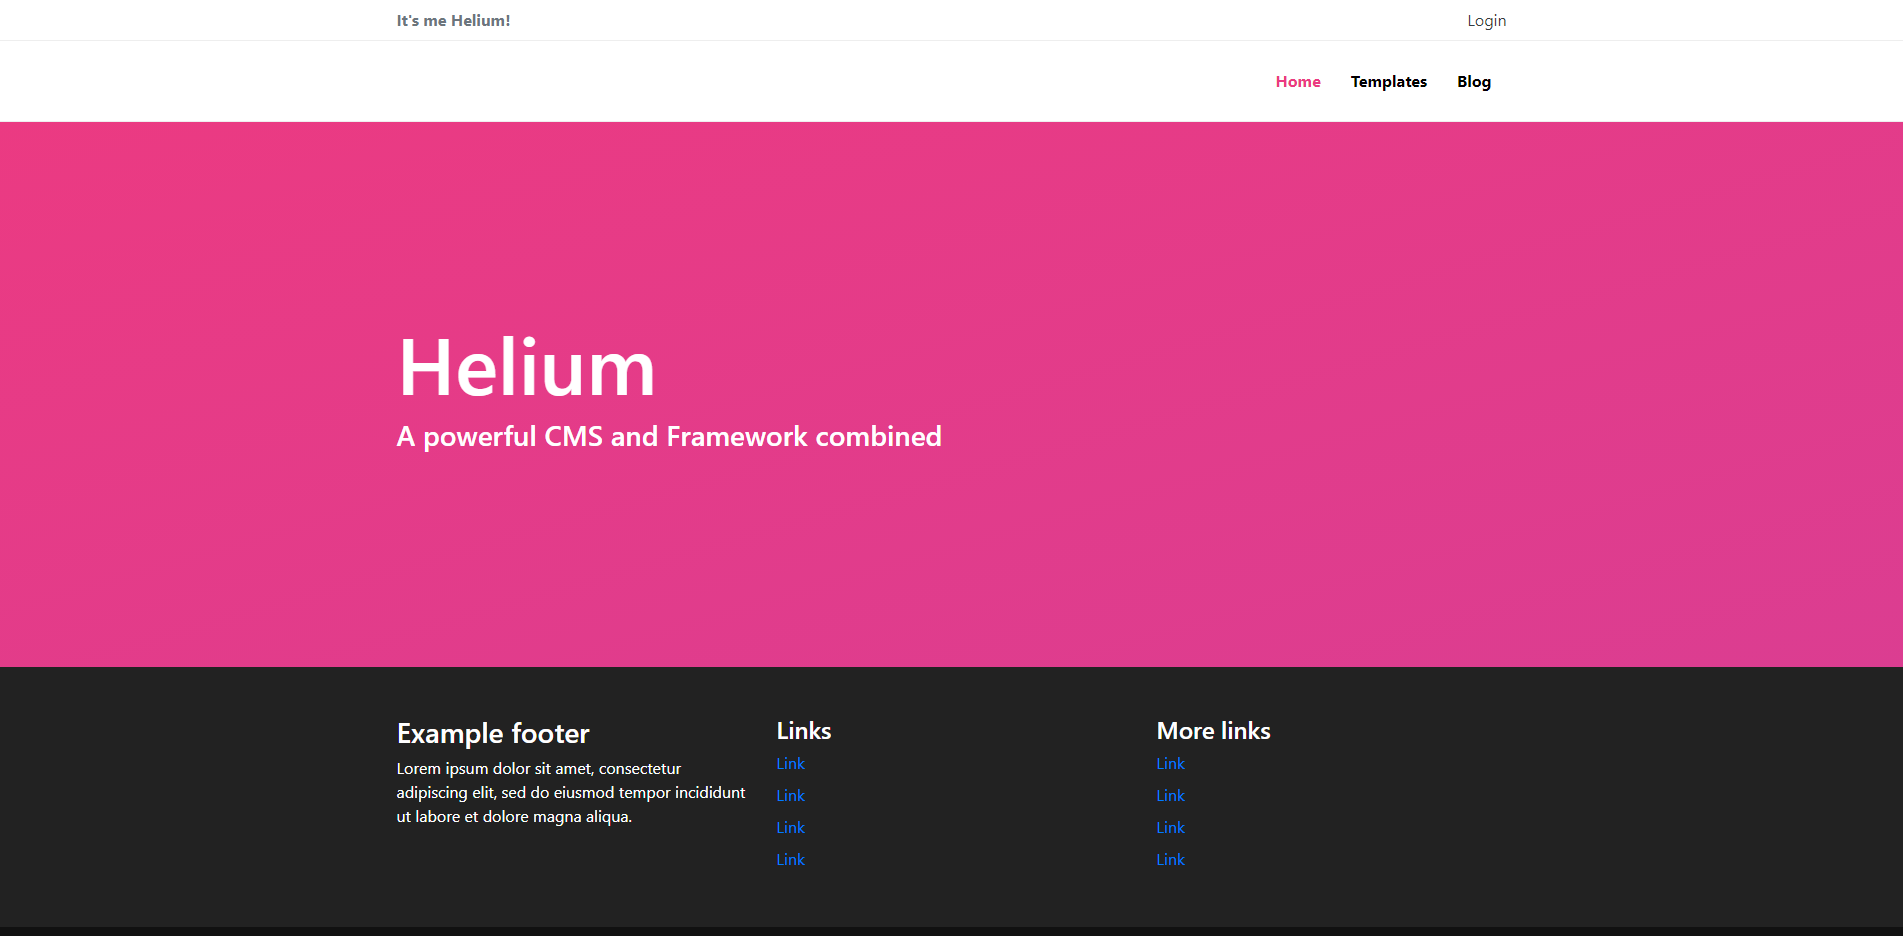 It's me Helium!
Login
Home
Templates
Blog
Helium
A powerful CMS and Framework combined
Example footer
Lorem ipsum dolor sit amet, consectetur
adipiscing elit, sed do eiusmod tempor incididunt
ut labore et dolore magna aliqua.
Links
Link
Link
Link
Link
More links
Link
Link
Link
Link